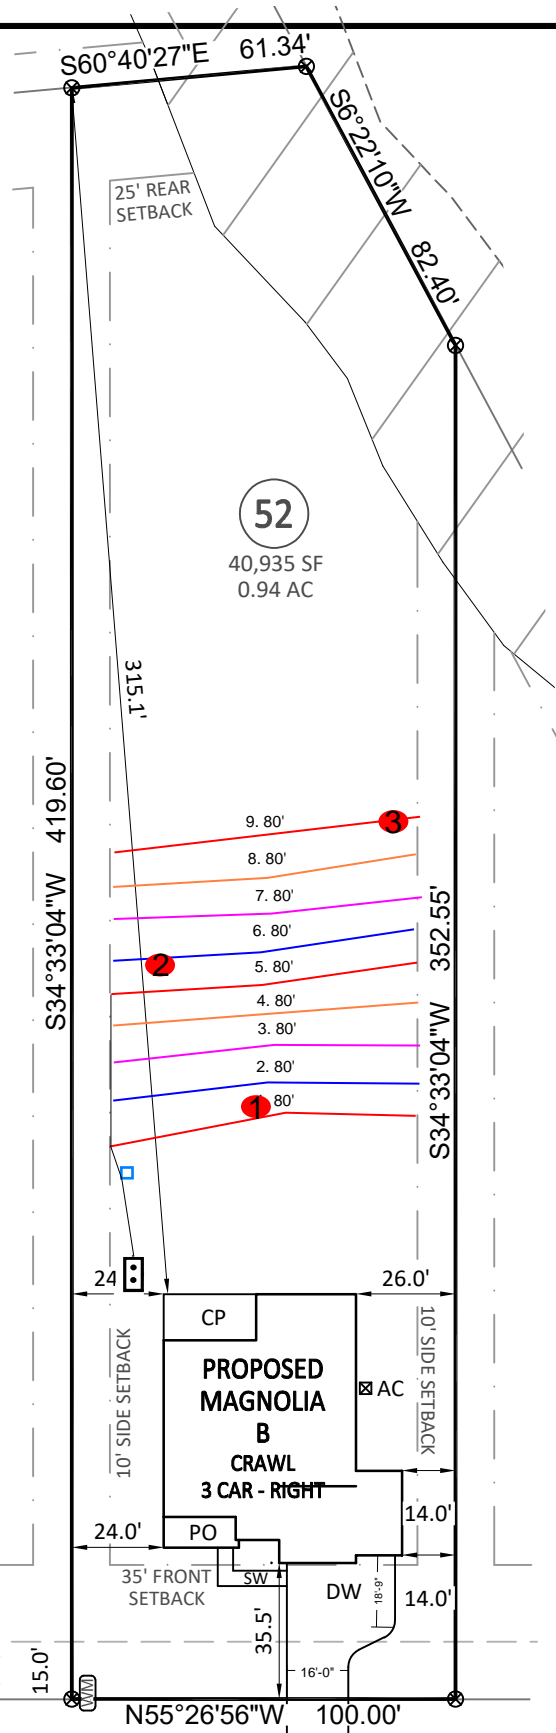 S60°40'27"E 61.34'
S6°22'10"W 82.40'
25' REAR
SETBACK
52
40,935 SF
0.94 AC
315.1'
S34°33'04"W 419.60'
S34°33'04"W 352.55'
9. 80'
3
8. 80'
7. 80'
6. 80'
2
5. 80'
4. 80'
3. 80'
2. 80'
1 80'
24
26.0'
CP
10' SIDE SETBACK
10' SIDE SETBACK
PROPOSED
MAGNOLIA
B
CRAWL
3 CAR - RIGHT
AC
14.0'
24.0'
PO
35' FRONT
SETBACK
SW
DW
18'-9"
14.0'
35.5'
15.0'
16'-0"
WM
N55°26'56"W 100.00'